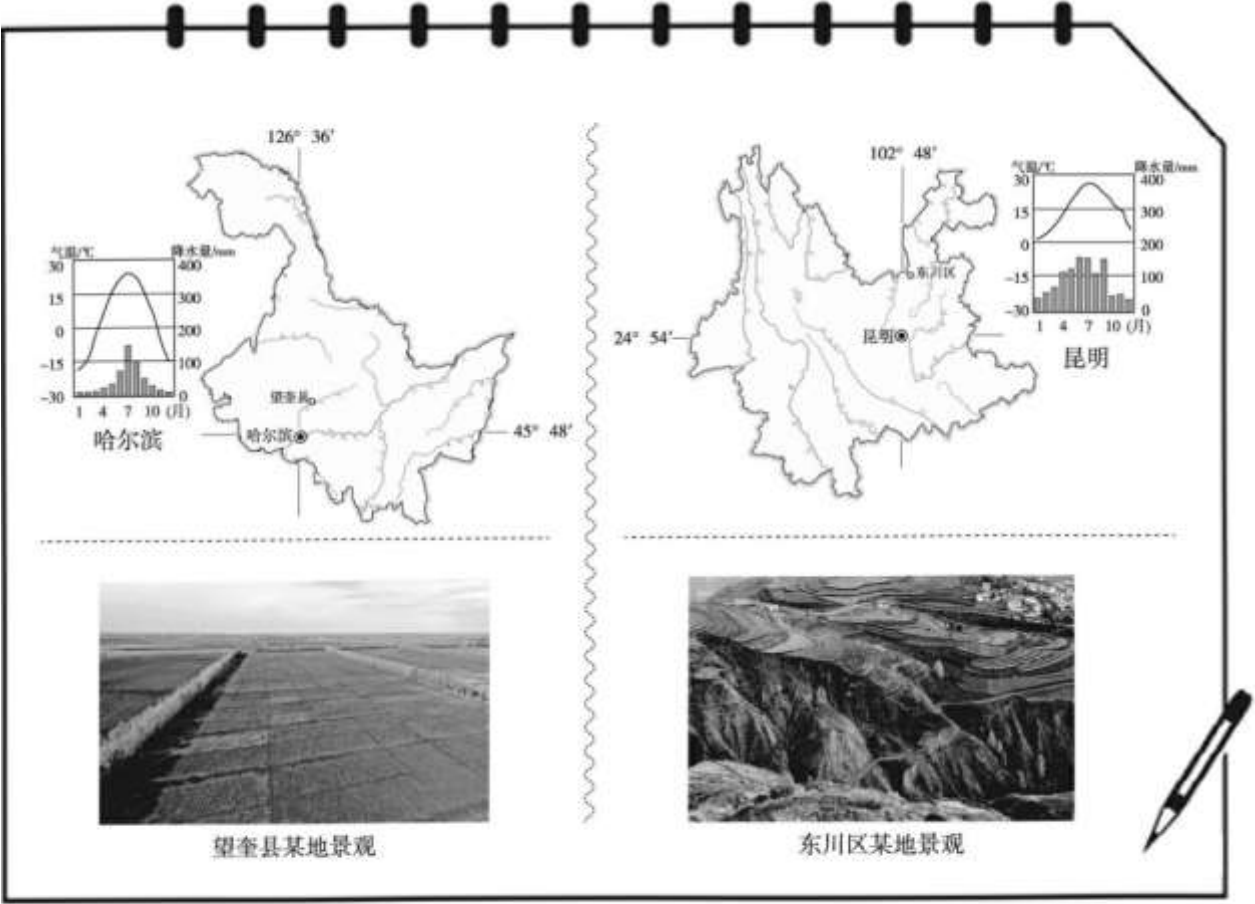 126° 36′
气温/℃ 降水量/mm
30 400
15 300
0 200
-15 100
-30 0
1 4 7 10 (月)
哈尔滨
望奎县
哈尔滨
45° 48′
102° 48′
气温/℃ 降水量/mm
30 400
15 300
0 200
-15 100
-30 0
1 4 7 10 (月)
昆明
东川区
昆明
24° 54′
望奎县某地景观
东川区某地景观